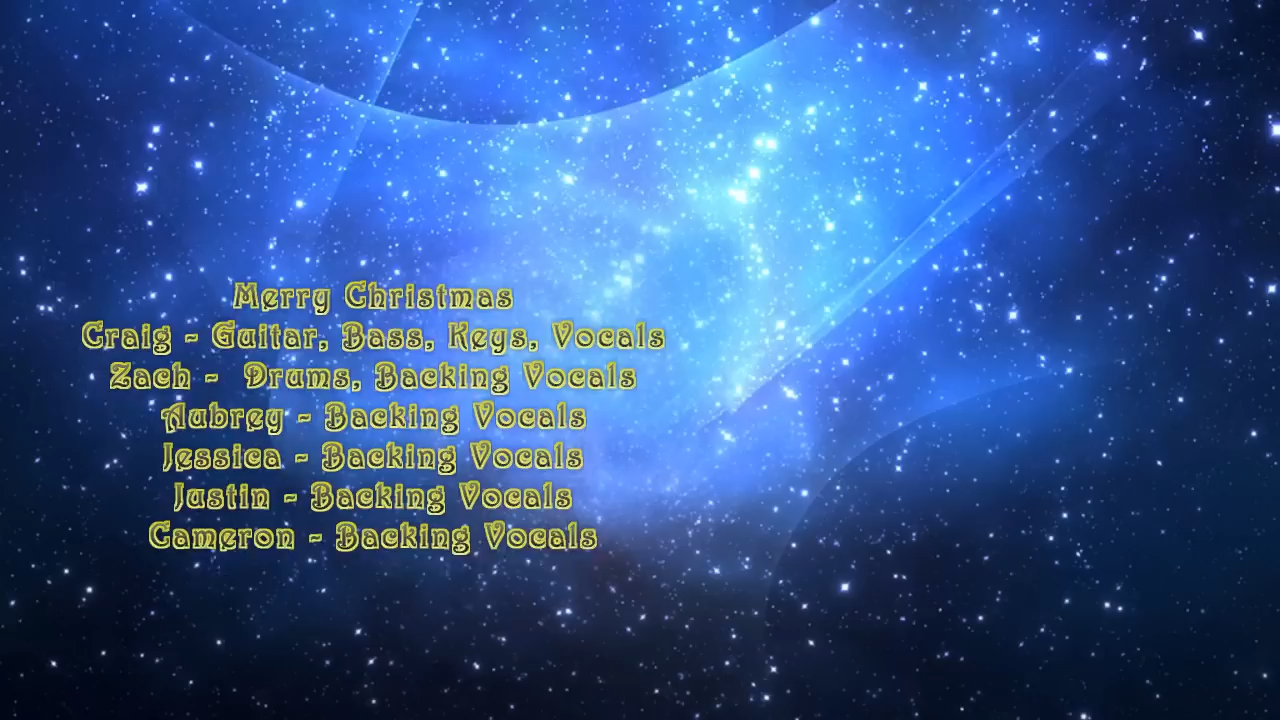 Merry Christmas
Craig - Guitar, Bass, Keys, Vocals
Zach -  Drums, Backing Vocals
Aubrey - Backing Vocals
Jessica - Backing Vocals
Justin - Backing Vocals
Cameron - Backing Vocals